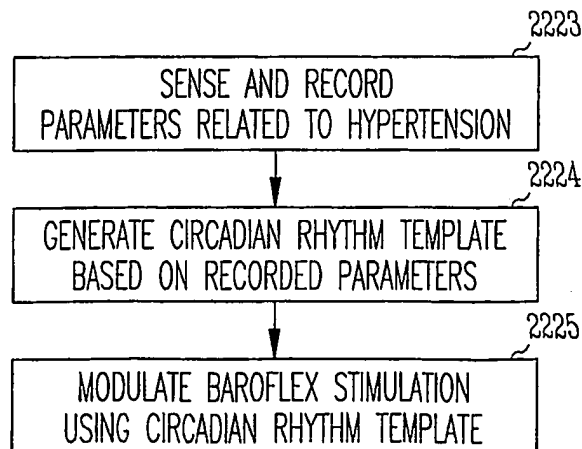 2223
SENSE AND RECORD
PARAMETERS RELATED TO HYPERTENSION
2224
GENERATE CIRCADIAN RHYTHM TEMPLATE
BASED ON RECORDED PARAMETERS
2225
MODULATE BAROFLEX STIMULATION
USING CIRCADIAN RHYTHM TEMPLATE